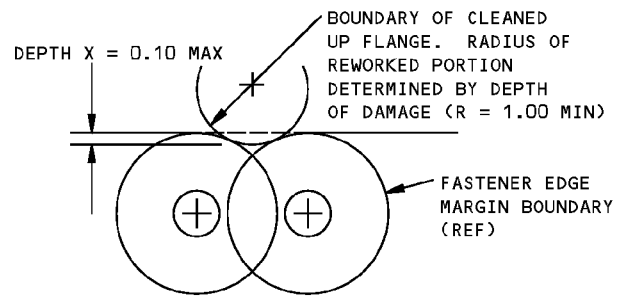 BOUNDARY OF CLEANED
UP FLANGE. RADIUS OF
REWORKED PORTION
DETERMINED BY DEPTH
OF DAMAGE (R = 1.00 MIN)
DEPTH X = 0.10 MAX
FASTENER EDGE
MARGIN BOUNDARY
(REF)